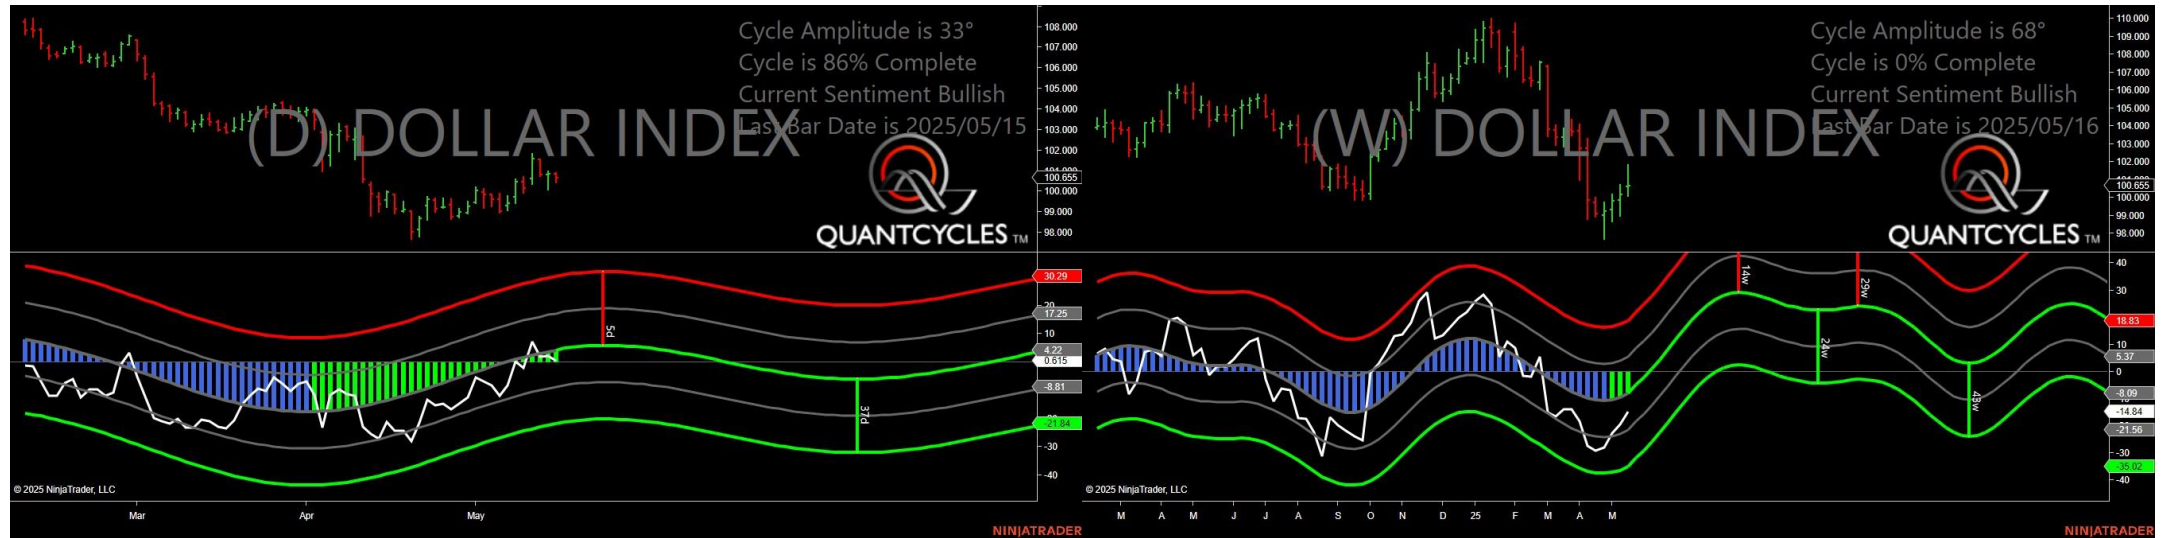 Cycle Amplitude is 33°
Cycle is 86% Complete
Current Sentiment Bullish
Last Bar Date is 2025/05/15
(D) DOLLAR INDEX
QUANTCYCLES TM
108.000
107.000
106.000
105.000
104.000
103.000
102.000
100.655
100.000
99.000
98.000
30.29
20
17.25
10
4.22
0.615
-8.81
-21.84
-30
-40
5d
37d
© 2025 NinjaTrader, LLC
Mar
Apr
May
NINJATRADER
Cycle Amplitude is 68°
Cycle is 0% Complete
Current Sentiment Bullish
Last Bar Date is 2025/05/16
(W) DOLLAR INDEX
QUANTCYCLES TM
110.000
109.000
108.000
107.000
106.000
105.000
104.000
103.000
102.000
100.655
100.000
99.000
98.000
40
30
18.83
10
5.37
0
-8.09
-14.84
-21.56
-30
-35.02
-40
14w
29w
24w
43w
© 2025 NinjaTrader, LLC
M A M J J A S O N D 25 F M A M
NINJATRADER